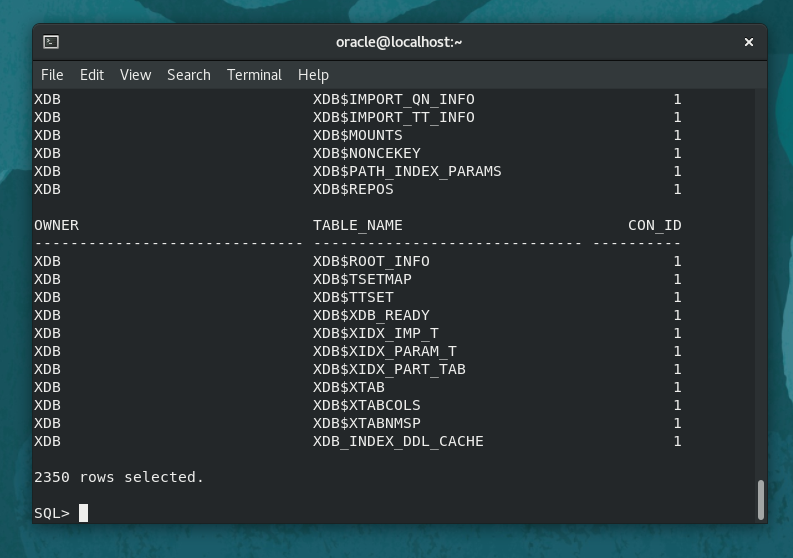 oracle@localhost:~
File Edit View Search Terminal Help
XDB XDB$IMPORT_QN_INFO 1
XDB XDB$IMPORT_TT_INFO 1
XDB XDB$MOUNTS 1
XDB XDB$NONCEKEY 1
XDB XDB$PATH_INDEX_PARAMS 1
XDB XDB$REPOS 1
OWNER TABLE_NAME CON_ID
------------------------------ ------------------------------ ----------
XDB XDB$ROOT_INFO 1
XDB XDB$TSETMAP 1
XDB XDB$TTSET 1
XDB XDB$XDB_READY 1
XDB XDB$XIDX_IMP_T 1
XDB XDB$XIDX_PARAM_T 1
XDB XDB$XIDX_PART_TAB 1
XDB XDB$XTAB 1
XDB XDB$XTABCOLS 1
XDB XDB$XTABNMSP 1
XDB XDB_INDEX_DDL_CACHE 1
2350 rows selected.
SQL>